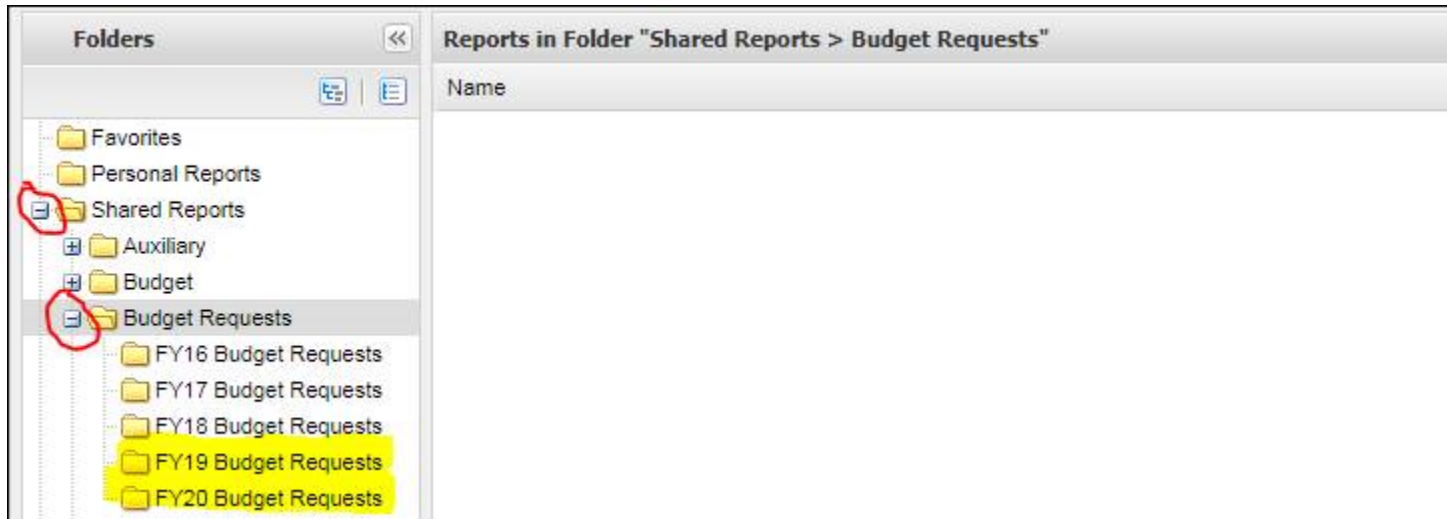 Folders
Reports in Folder "Shared Reports > Budget Requests"
Name
Favorites
Personal Reports
Shared Reports
Auxiliary
Budget
Budget Requests
FY16 Budget Requests
FY17 Budget Requests
FY18 Budget Requests
FY19 Budget Requests
FY20 Budget Requests